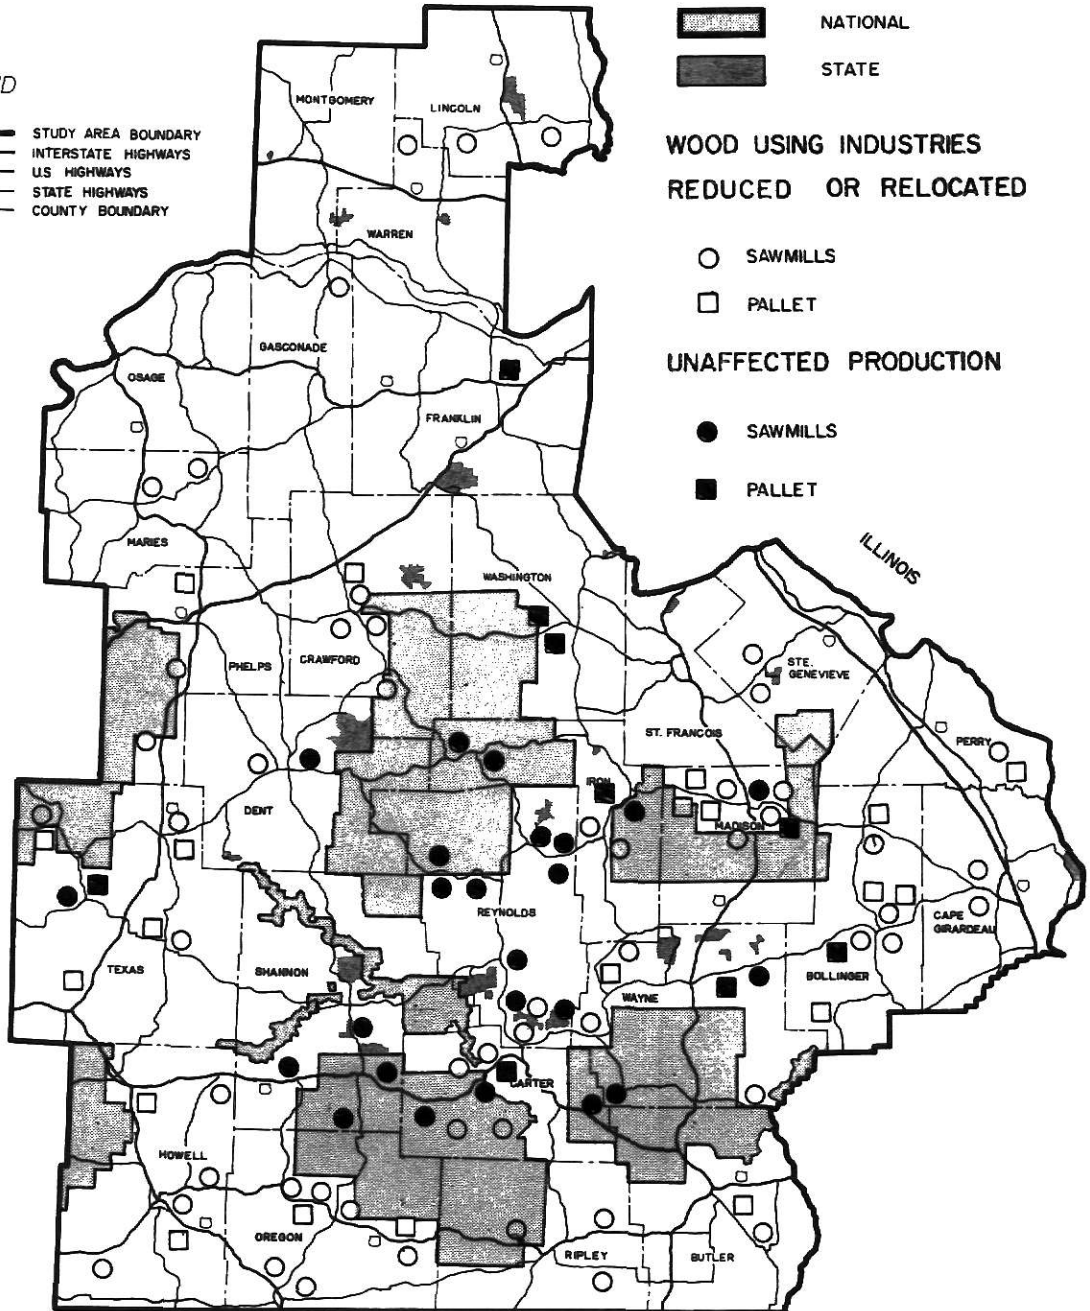 D
STUDY AREA BOUNDARY
INTERSTATE HIGHWAYS
U.S HIGHWAYS
STATE HIGHWAYS
COUNTY BOUNDARY
NATIONAL
STATE
WOOD USING INDUSTRIES
REDUCED OR RELOCATED
SAWMILLS
PALLET
UNAFFECTED PRODUCTION
SAWMILLS
PALLET
ILLINOIS
MONTGOMERY
LINCOLN
WARREN
GASCONADE
OSAGE
FRANKLIN
MARIES
WASHINGTON
PHELPS
CRAWFORD
STE.
GENEVIEVE
ST. FRANCOIS
PERRY
IRON
DENT
MADISON
REYNOLDS
CAPE
GIRARDEAU
TEXAS
SHANNON
BOLLINGER
WAYNE
CARTER
HOWELL
OREGON
RIPLEY
BUTLER